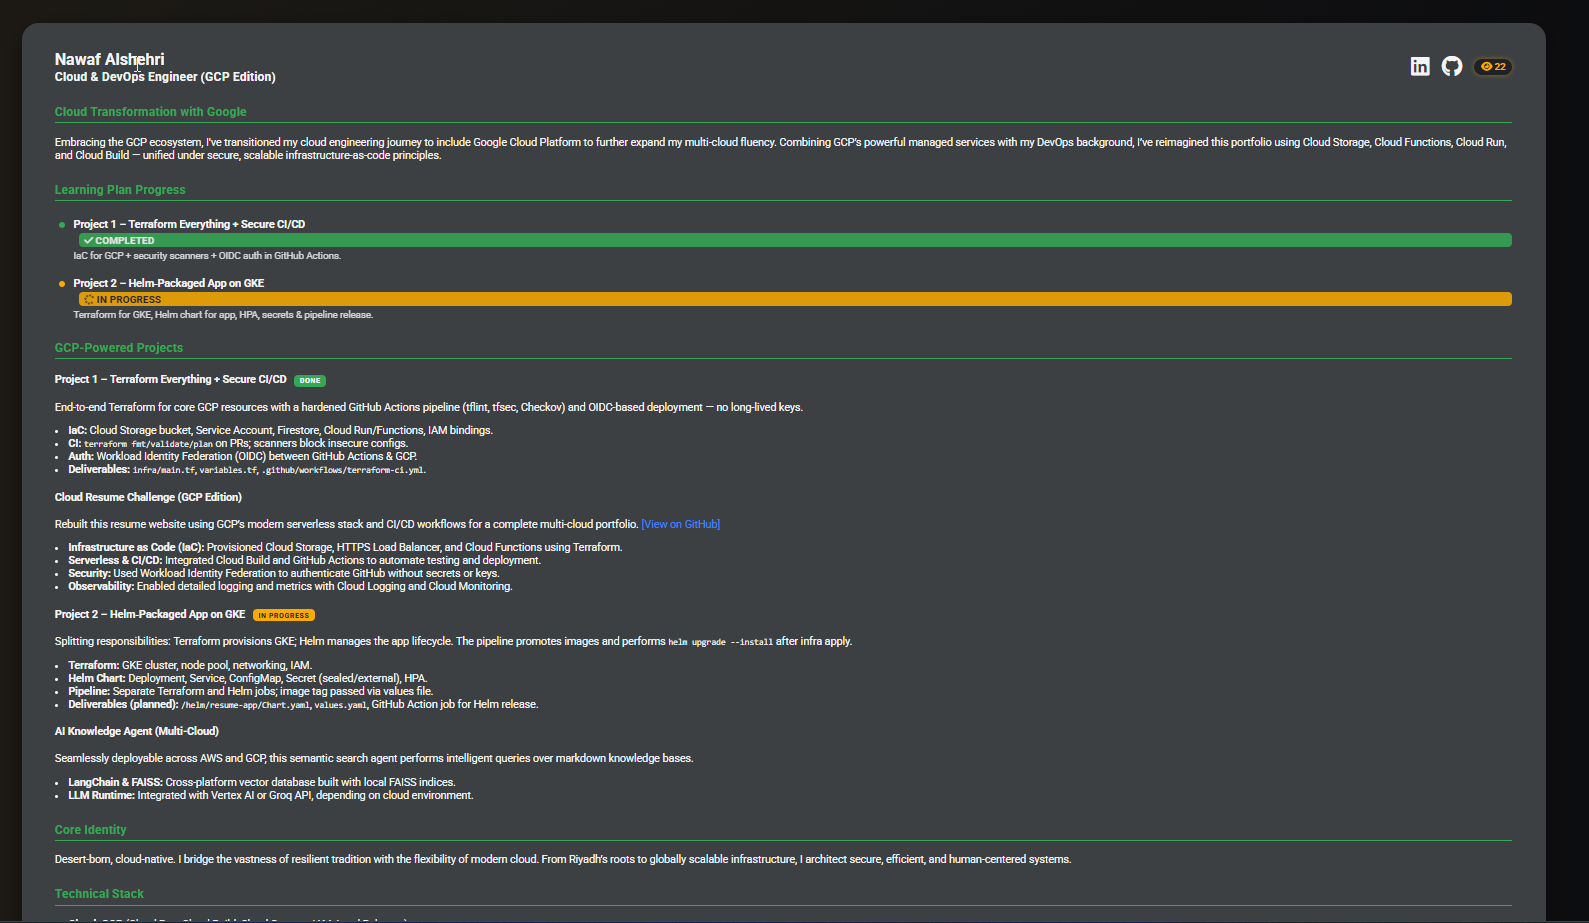 Nawaf Alshehri
Cloud & DevOps Engineer (GCP Edition)
in
22
Cloud Transformation with Google
Embracing the GCP ecosystem, I've transitioned my cloud engineering journey to include Google Cloud Platform to further expand my multi-cloud fluency. Combining GCP's powerful managed services with my DevOps background, I've reimagined this portfolio using Cloud Storage, Cloud Functions, Cloud Run,
and Cloud Build — unified under secure, scalable infrastructure-as-code principles.
Learning Plan Progress
Project 1 – Terraform Everything + Secure CI/CD
COMPLETED
IaC for GCP + security scanners + OIDC auth in GitHub Actions.
Project 2 – Helm-Packaged App on GKE
IN PROGRESS
Terraform for GKE, Helm chart for app, HPA, secrets & pipeline release.
GCP-Powered Projects
Project 1 – Terraform Everything + Secure CI/CD DONE
End-to-end Terraform for core GCP resources with a hardened GitHub Actions pipeline (tflint, tfsec, Checkov) and OIDC-based deployment — no long-lived keys.
• IaC: Cloud Storage bucket, Service Account, Firestore, Cloud Run/Functions, IAM bindings.
• CI: terraform fmt/validate/plan on PRs; scanners block insecure configs.
• Auth: Workload Identity Federation (OIDC) between GitHub Actions & GCP.
• Deliverables: infra/main.tf, variables.tf, .github/workflows/terraform-ci.yml.
Cloud Resume Challenge (GCP Edition)
Rebuilt this resume website using GCP's modern serverless stack and CI/CD workflows for a complete multi-cloud portfolio. [View on GitHub]
• Infrastructure as Code (IaC): Provisioned Cloud Storage, HTTPS Load Balancer, and Cloud Functions using Terraform.
• Serverless & CI/CD: Integrated Cloud Build and GitHub Actions to automate testing and deployment.
• Security: Used Workload Identity Federation to authenticate GitHub without secrets or keys.
• Observability: Enabled detailed logging and metrics with Cloud Logging and Cloud Monitoring.
Project 2 – Helm-Packaged App on GKE IN PROGRESS
Splitting responsibilities: Terraform provisions GKE; Helm manages the app lifecycle. The pipeline promotes images and performs helm upgrade --install after infra apply.
• Terraform: GKE cluster, node pool, networking, IAM.
• Helm Chart: Deployment, Service, ConfigMap, Secret (sealed/external), HPA.
• Pipeline: Separate Terraform and Helm jobs; image tag passed via values file.
• Deliverables (planned): /helm/resume-app/Chart.yaml, values.yaml, GitHub Action job for Helm release.
AI Knowledge Agent (Multi-Cloud)
Seamlessly deployable across AWS and GCP, this semantic search agent performs intelligent queries over markdown knowledge bases.
• LangChain & FAISS: Cross-platform vector database built with local FAISS indices.
• LLM Runtime: Integrated with Vertex AI or Groq API, depending on cloud environment.
Core Identity
Desert-born, cloud-native. I bridge the vastness of resilient tradition with the flexibility of modern cloud. From Riyadh's roots to globally scalable infrastructure, I architect secure, efficient, and human-centered systems.
Technical Stack